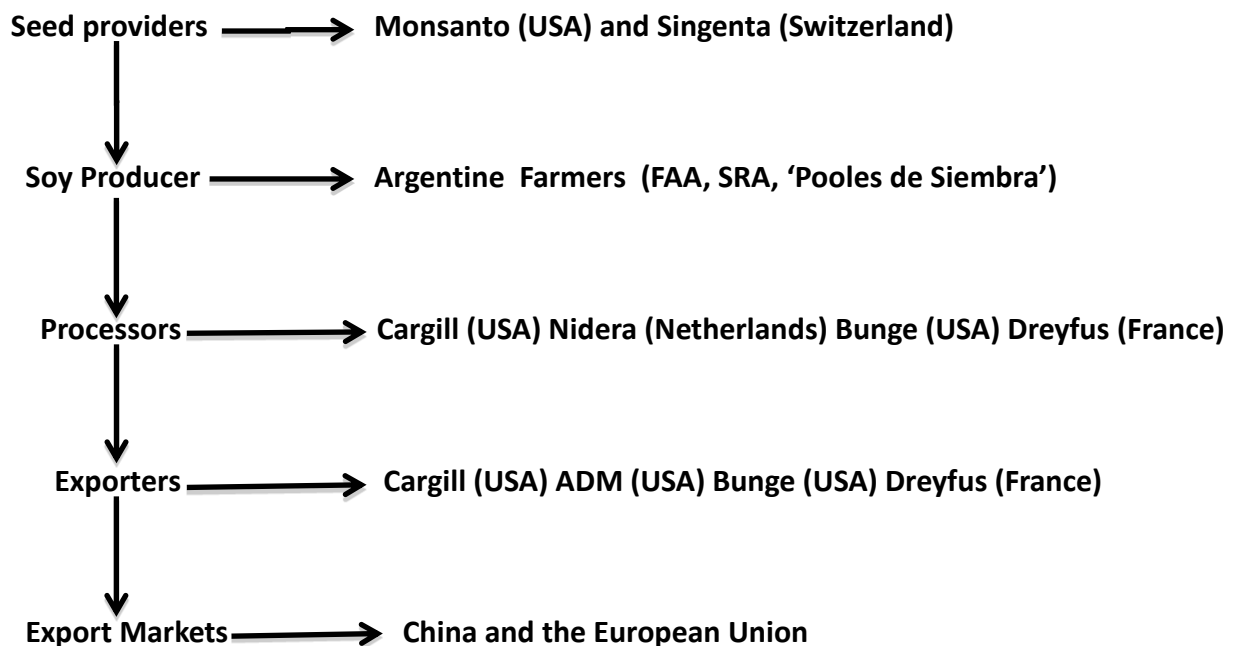 Seed providers Monsanto (USA) and Singenta (Switzerland)
Soy Producer Argentine Farmers (FAA, SRA, ‘Pooles de Siembra’)
Processors Cargill (USA) Nidera (Netherlands) Bunge (USA) Dreyfus (France)
Exporters Cargill (USA) ADM (USA) Bunge (USA) Dreyfus (France)
Export Markets China and the European Union